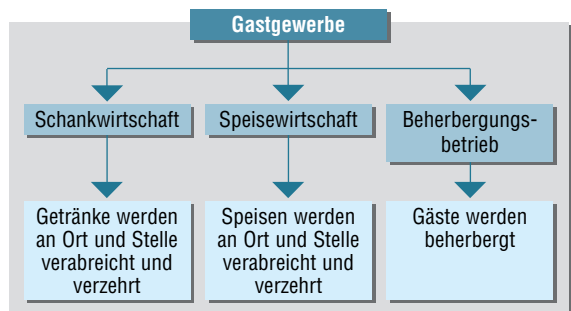 Gastgewerbe
Schankwirtschaft
Speisewirtschaft
Beherbergungs-
betrieb
Getränke werden
an Ort und Stelle
verabreicht und
verzehrt
Speisen werden
an Ort und Stelle
verabreicht und
verzehrt
Gäste werden
beherbergt